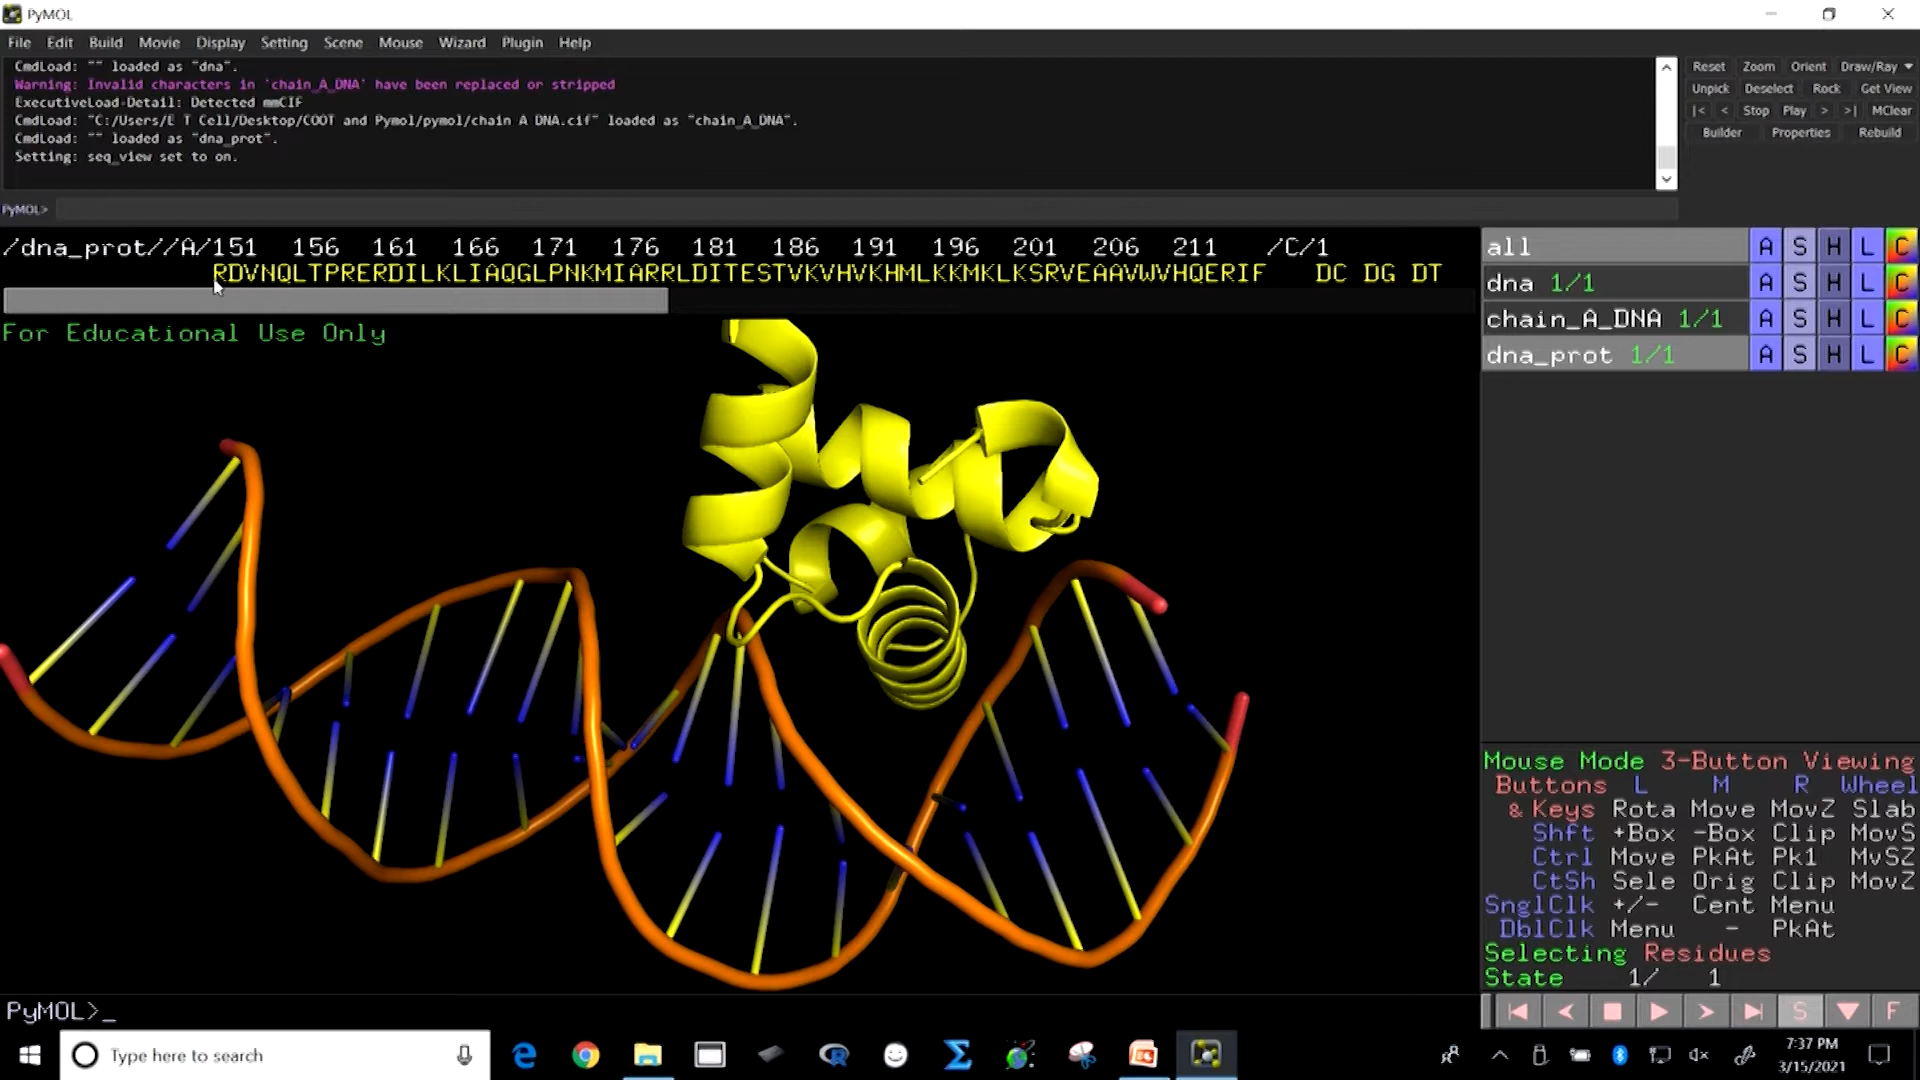 PyMOL
File Edit Build Movie Display Setting Scene Mouse Wizard Plugin Help
CmdLoad: "" loaded as "dna".
Warning: Invalid characters in 'chain_A_DNA' have been replaced or stripped
ExecutiveLoad-Detail: Detected mmCIF
CmdLoad: "C:/Users/E T Cell/Desktop/COOT and Pymol/pymol/chain A DNA.cif" loaded as "chain_A_DNA".
CmdLoad: "" loaded as "dna_prot".
Setting: seq_view set to on.
PyMOL>
Reset Zoom Orient Draw/Ray
Unpick Deselect Rock Get View
|< < Stop Play > >| MClear
Builder Properties Rebuild
/dna_prot//A/151 156 161 166 171 176 181 186 191 196 201 206 211 /C/1
RDVNQLTPRERDILKLIAQGLPNKMIARRLDITESTVKVHVKHMLKKMKLKSRVEAAVWVHQERIF DC DG DT
For Educational Use Only
all A S H L C
dna 1/1 A S H L C
chain_A_DNA 1/1 A S H L C
dna_prot 1/1 A S H L C
Mouse Mode 3-Button Viewing
Buttons L M R Wheel
& Keys Rota Move MovZ Slab
Shft +Box -Box Clip MovS
Ctrl Move PkAt Pk1 MvSZ
CtSh Sele Orig Clip MovZ
SnglClk +/- Cent Menu
DblClk Menu - PkAt
Selecting Residues
State 1/ 1
S F
PyMOL>_
Type here to search
7:37 PM
3/15/2021